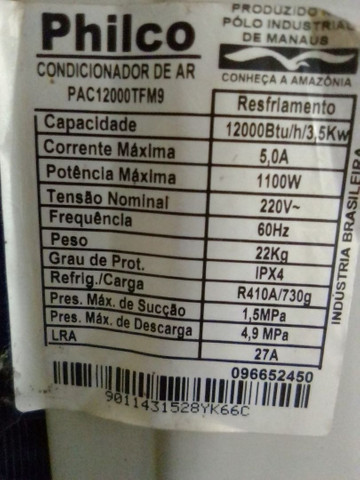 Philco
CONDICIONADOR DE AR
PAC12000TFM9
PRODUZIDO NO
PÓLO INDUSTRIAL
DE MANAUS
CONHEÇA A AMAZÔNIA
Resfriamento
Capacidade 12000Btu/h/3,5Kw
Corrente Máxima 5,0A
Potência Máxima 1100W
Tensão Nominal 220V~
Frequência 60Hz
Peso 22Kg
Grau de Prot. IPX4
Refrig./Carga R410A/730g
Pres. Máx. de Sucção 1,5MPa
Pres. Máx. de Descarga 4,9 MPa
LRA 27A
INDÚSTRIA BRASILEIRA
096652450
9011431528YK66C